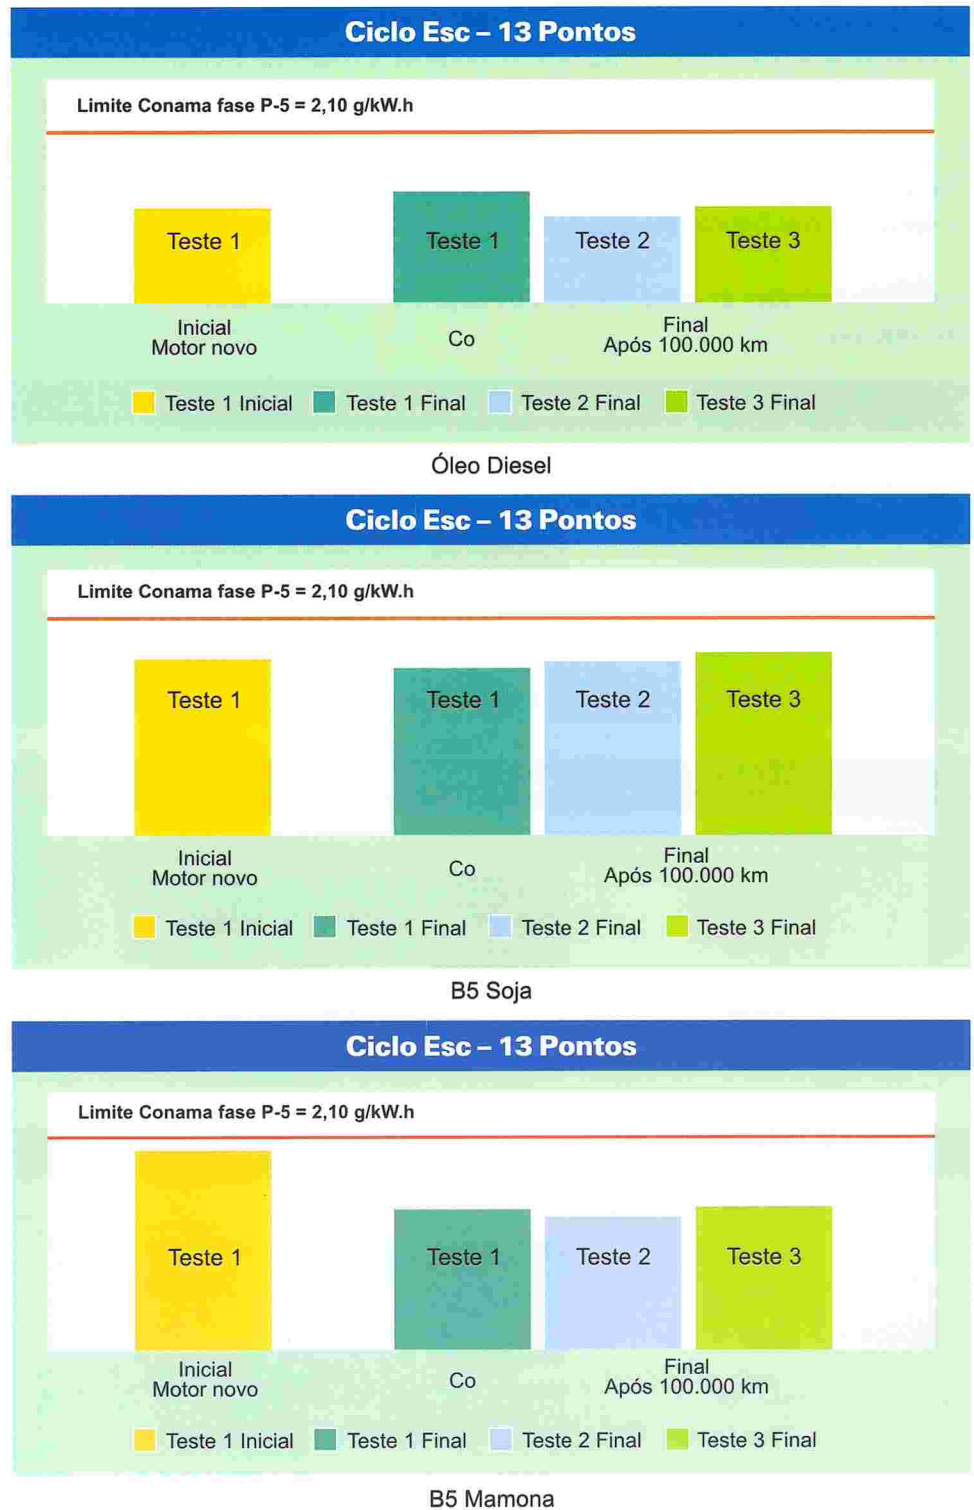 Ciclo Esc – 13 Pontos
Limite Conama fase P-5 = 2,10 g/kW.h
Teste 1
Teste 1
Teste 2
Teste 3
Inicial
Motor novo
Co
Final
Após 100.000 km
Teste 1 Inicial
Teste 1 Final
Teste 2 Final
Teste 3 Final
Óleo Diesel
Ciclo Esc – 13 Pontos
Limite Conama fase P-5 = 2,10 g/kW.h
Teste 1
Teste 1
Teste 2
Teste 3
Inicial
Motor novo
Co
Final
Após 100.000 km
Teste 1 Inicial
Teste 1 Final
Teste 2 Final
Teste 3 Final
B5 Soja
Ciclo Esc – 13 Pontos
Limite Conama fase P-5 = 2,10 g/kW.h
Teste 1
Teste 1
Teste 2
Teste 3
Inicial
Motor novo
Co
Final
Após 100.000 km
Teste 1 Inicial
Teste 1 Final
Teste 2 Final
Teste 3 Final
B5 Mamona